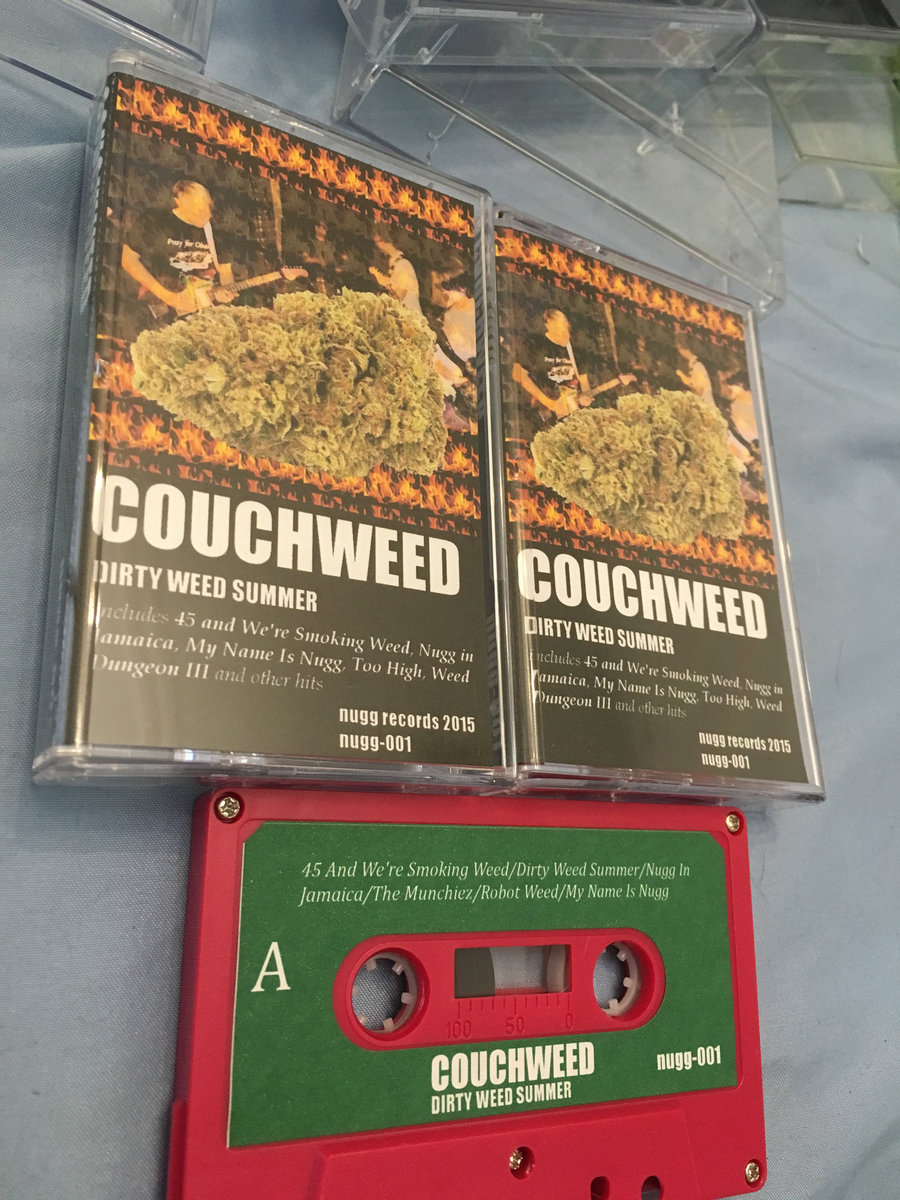 COUCHWEED
DIRTY WEED SUMMER
includes 45 and We're Smoking Weed, Nugg in
Jamaica, My Name Is Nugg, Too High, Weed
Dungeon III and other hits
nugg records 2015
nugg-001
COUCHWEED
DIRTY WEED SUMMER
includes 45 and We're Smoking Weed, Nugg in
Jamaica, My Name Is Nugg, Too High, Weed
Dungeon III and other hits
nugg records 2015
nugg-001
45 And We're Smoking Weed/Dirty Weed Summer/Nugg In
Jamaica/The Munchiez/Robot Weed/My Name Is Nugg
A
100 50 0
COUCHWEED
DIRTY WEED SUMMER
nugg-001